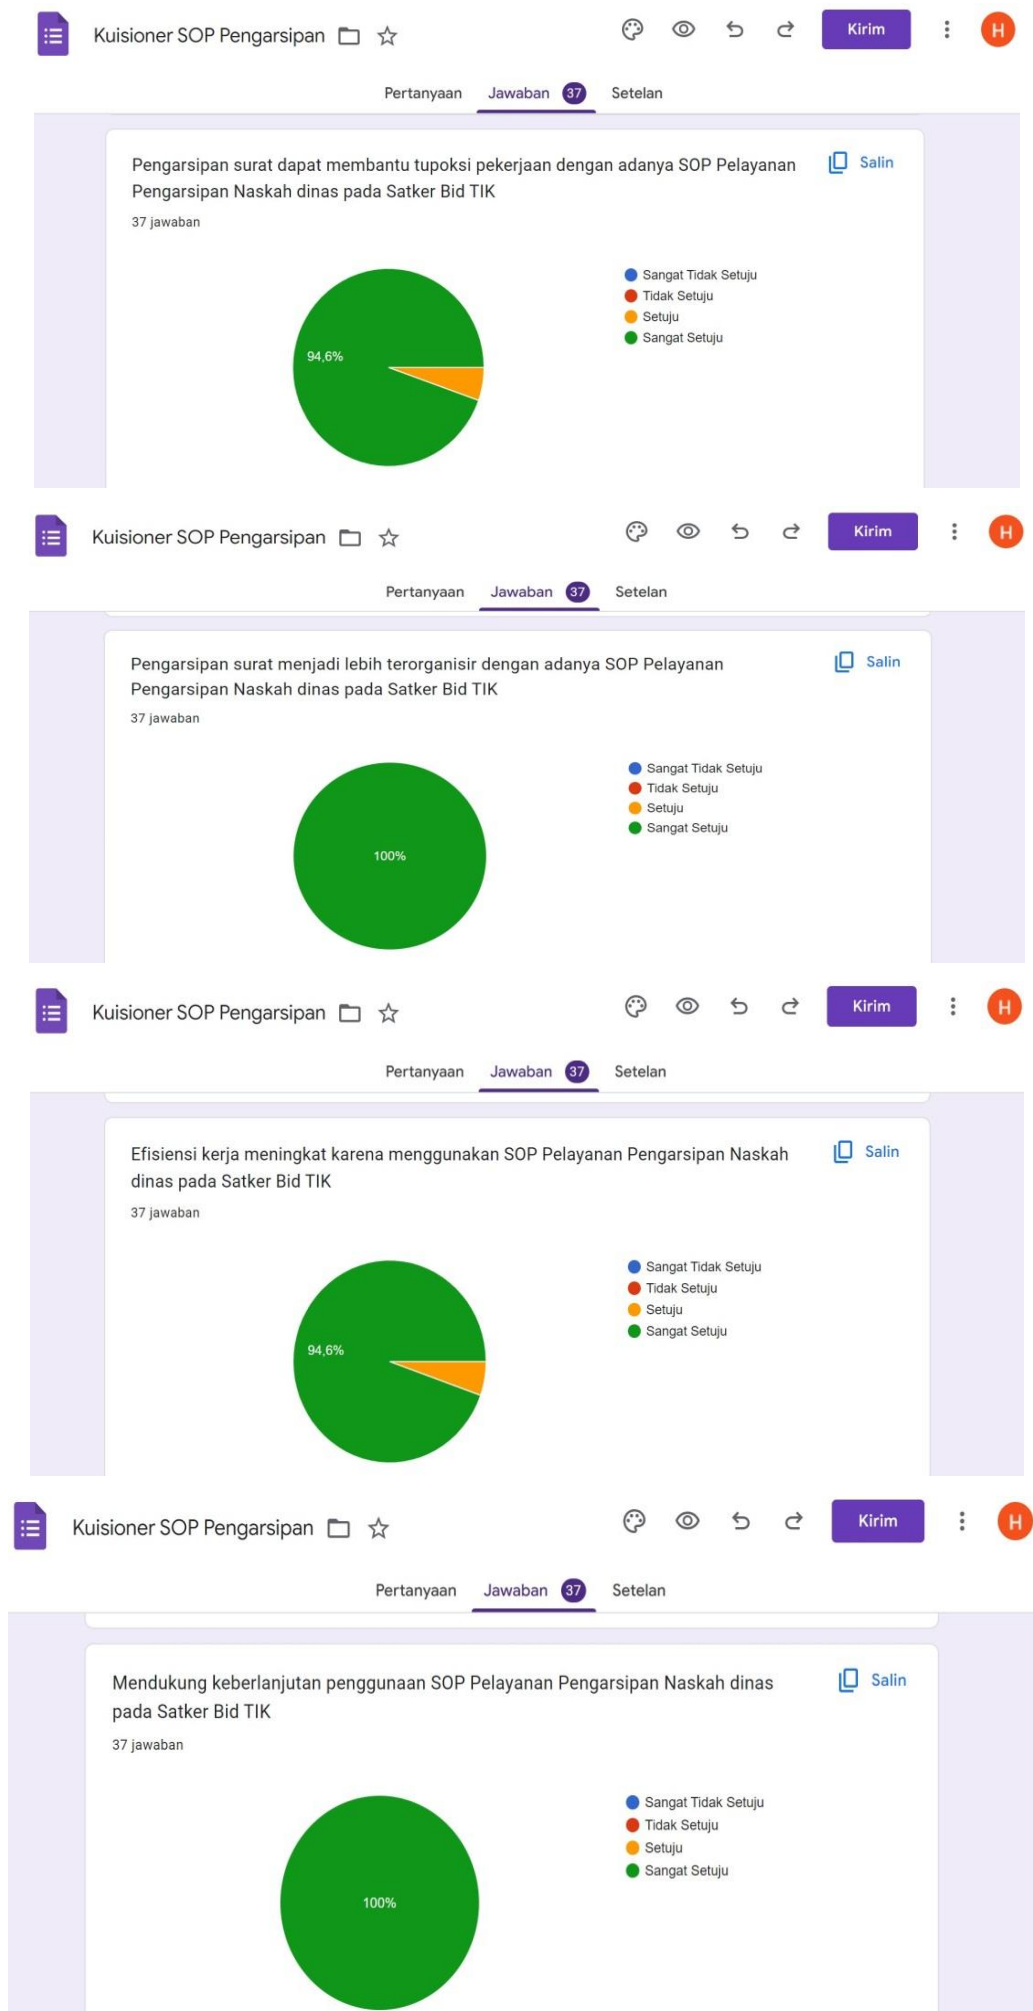 Kuisioner SOP Pengarsipan
Kirim
H
Pertanyaan Jawaban 37 Setelan
Pengarsipan surat dapat membantu tupoksi pekerjaan dengan adanya SOP Pelayanan
Pengarsipan Naskah dinas pada Satker Bid TIK
Salin
37 jawaban
94,6%
Sangat Tidak Setuju
Tidak Setuju
Setuju
Sangat Setuju
Kuisioner SOP Pengarsipan
Kirim
H
Pertanyaan Jawaban 37 Setelan
Pengarsipan surat menjadi lebih terorganisir dengan adanya SOP Pelayanan
Pengarsipan Naskah dinas pada Satker Bid TIK
Salin
37 jawaban
100%
Sangat Tidak Setuju
Tidak Setuju
Setuju
Sangat Setuju
Kuisioner SOP Pengarsipan
Kirim
H
Pertanyaan Jawaban 37 Setelan
Efisiensi kerja meningkat karena menggunakan SOP Pelayanan Pengarsipan Naskah
dinas pada Satker Bid TIK
Salin
37 jawaban
94,6%
Sangat Tidak Setuju
Tidak Setuju
Setuju
Sangat Setuju
Kuisioner SOP Pengarsipan
Kirim
H
Pertanyaan Jawaban 37 Setelan
Mendukung keberlanjutan penggunaan SOP Pelayanan Pengarsipan Naskah dinas
pada Satker Bid TIK
Salin
37 jawaban
100%
Sangat Tidak Setuju
Tidak Setuju
Setuju
Sangat Setuju